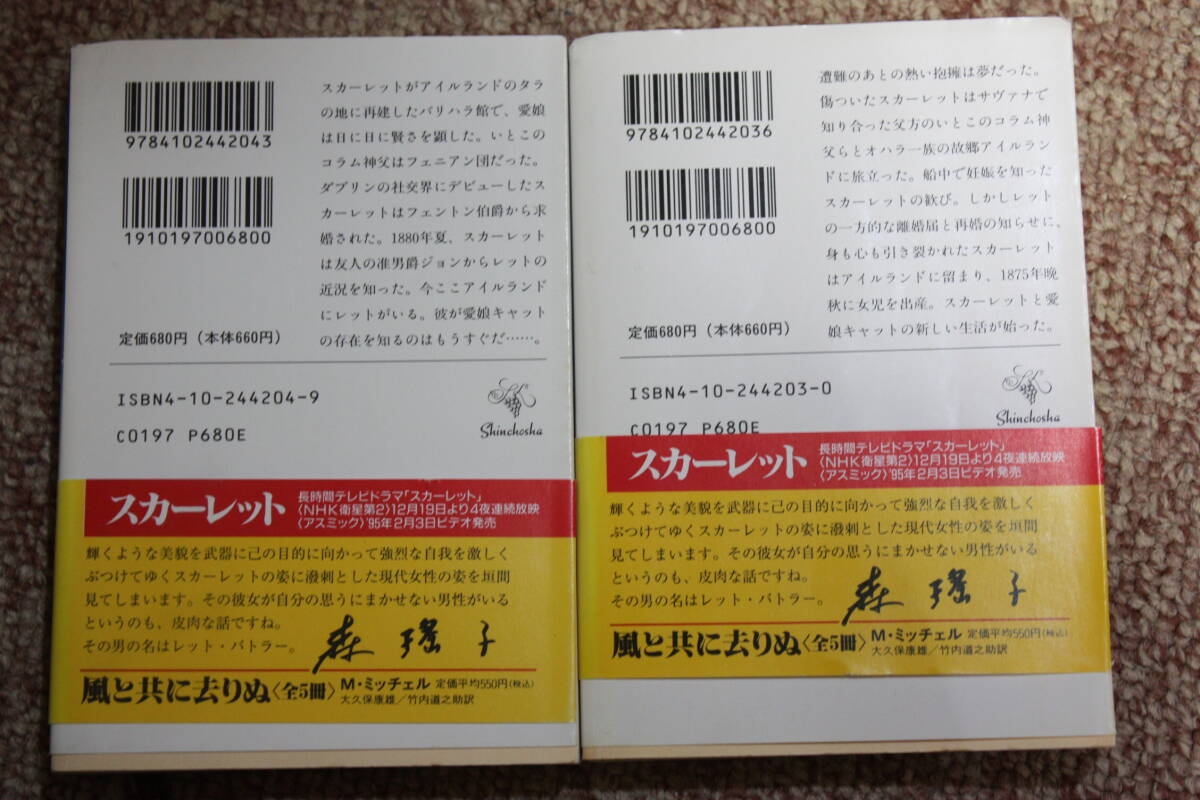 9784102442043
1910197006800
定価680円（本体660円）
スカーレットがアイルランドのタラ
の地に再建したバリハラ館で、愛娘
は日に日に賢さを顕した。いとこの
コラム神父はフェニアン団だった。
ダブリンの社交界にデビューしたス
カーレットはフェントン伯爵から求
婚された。1880年夏、スカーレット
は友人の准男爵ジョンからレットの
近況を知った。今ここアイルランド
にレットがいる。彼が愛娘キャット
の存在を知るのはもうすぐだ……。
ISBN4-10-244204-9
C0197 P680E
Shinchosha
スカーレット
長時間テレビドラマ「スカーレット」
〈NHK衛星第2〉12月19日より4夜連続放映
〈アスミック〉'95年2月3日ビデオ発売
輝くような美貌を武器に己の目的に向かって強烈な自我を激しく
ぶつけてゆくスカーレットの姿に潑剌とした現代女性の姿を垣間
見てしまいます。その彼女が自分の思うにまかせない男性がいる
というのも、皮肉な話ですね。
その男の名はレット・バトラー。
森瑤子
風と共に去りぬ〈全5冊〉
M・ミッチェル 定価平均550円(税込)
大久保康雄／竹内道之助訳
9784102442036
1910197006800
定価680円（本体660円）
遭難のあとの熱い抱擁は夢だった。
傷ついたスカーレットはサヴァナで
知り合った父方のいとこのコラム神
父らとオハラ一族の故郷アイルラン
ドに旅立った。船中で妊娠を知った
スカーレットの歓び。しかしレット
の一方的な離婚届と再婚の知らせに、
身も心も引き裂かれたスカーレット
はアイルランドに留まり、1875年晩
秋に女児を出産。スカーレットと愛
娘キャットの新しい生活が始った。
ISBN4-10-244203-0
C0197 P680E
Shinchosha
スカーレット
長時間テレビドラマ「スカーレット」
〈NHK衛星第2〉12月19日より4夜連続放映
〈アスミック〉'95年2月3日ビデオ発売
輝くような美貌を武器に己の目的に向かって強烈な自我を激しく
ぶつけてゆくスカーレットの姿に潑剌とした現代女性の姿を垣間
見てしまいます。その彼女が自分の思うにまかせない男性がいる
というのも、皮肉な話ですね。
その男の名はレット・バトラー。
森瑤子
風と共に去りぬ〈全5冊〉
M・ミッチェル 定価平均550円(税込)
大久保康雄／竹内道之助訳